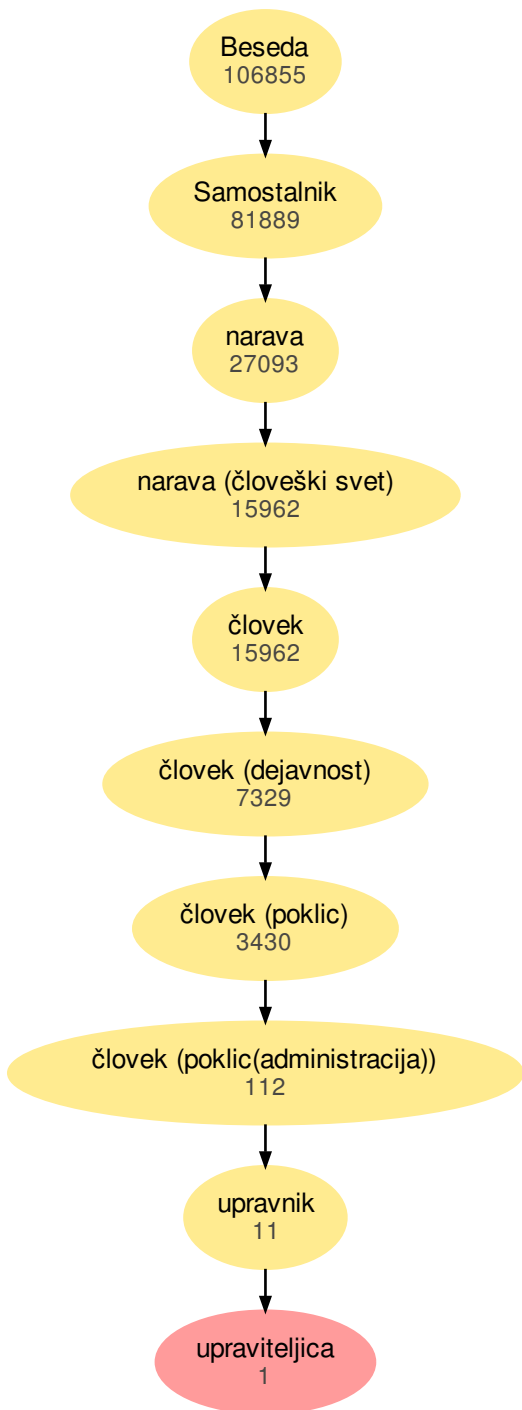 Beseda
106855
Samostalnik
81889
narava
27093
narava (človeški svet)
15962
človek
15962
človek (dejavnost)
7329
človek (poklic)
3430
človek (poklic(administracija))
112
upravnik
11
upraviteljica
1